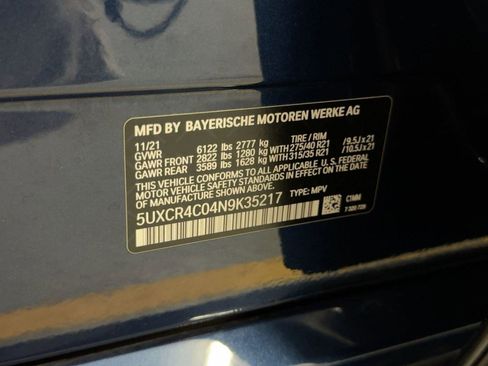 MFD BY BAYERISCHE MOTOREN WERKE AG
11/21 TIRE / RIM
GVWR 6122 lbs 2777 kg
GAWR FRONT 2822 lbs 1280 kg WITH 275/40 R21 /9.5J x 21
GAWR REAR 3589 lbs 1628 kg WITH 315/35 R21 /10.5J x 21
THIS VEHICLE CONFORMS TO ALL APPLICABLE U.S. FEDERAL
MOTOR VEHICLE SAFETY STANDARDS IN EFFECT ON THE
DATE OF MANUFACTURE SHOWN ABOVE.
5UXCR4C04N9K35217 TYPE: MPV
C1MM